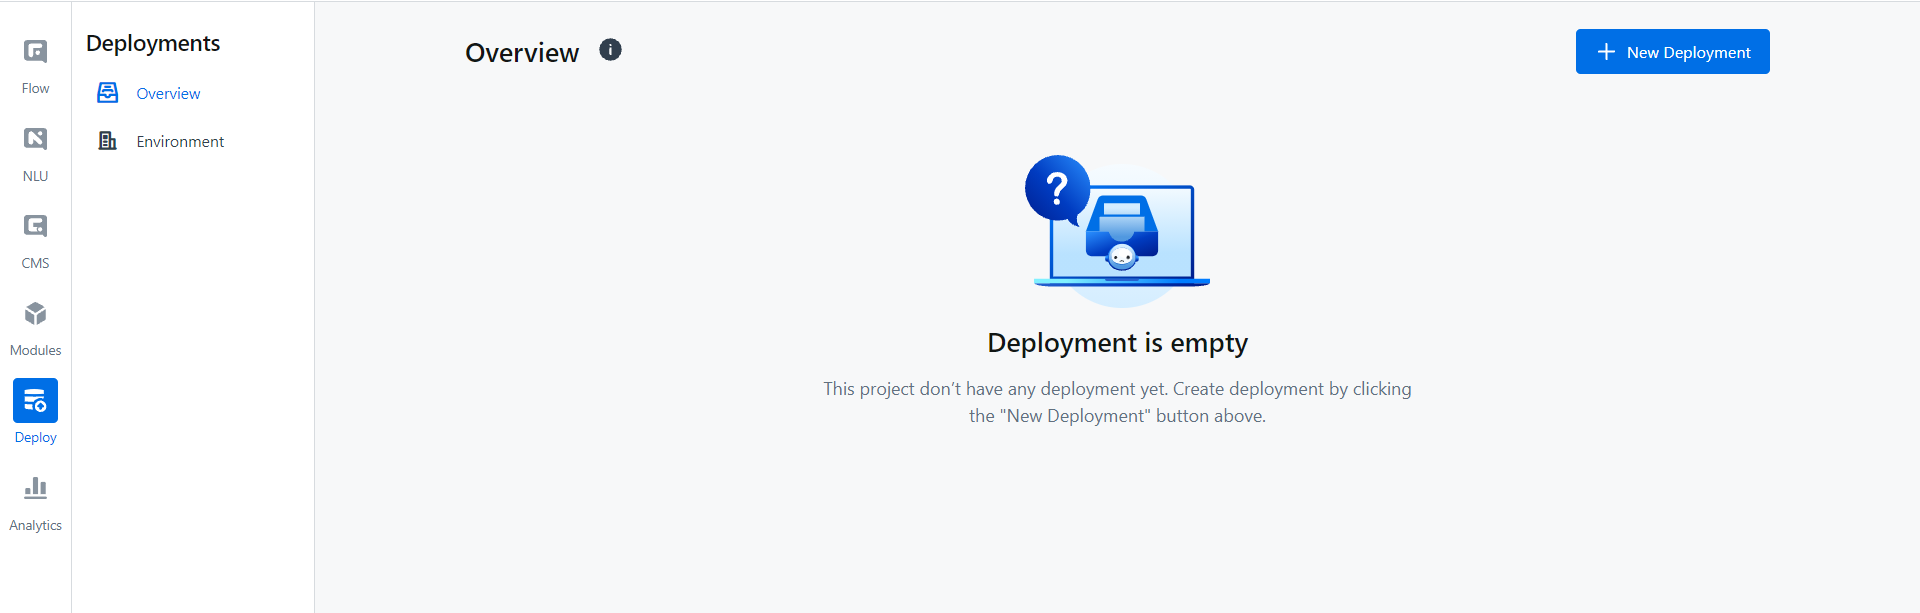 Flow
NLU
CMS
Modules
Deploy
Analytics
Deployments
Overview
Environment
Overview
New Deployment
?
Deployment is empty
This project don’t have any deployment yet. Create deployment by clicking
the "New Deployment" button above.